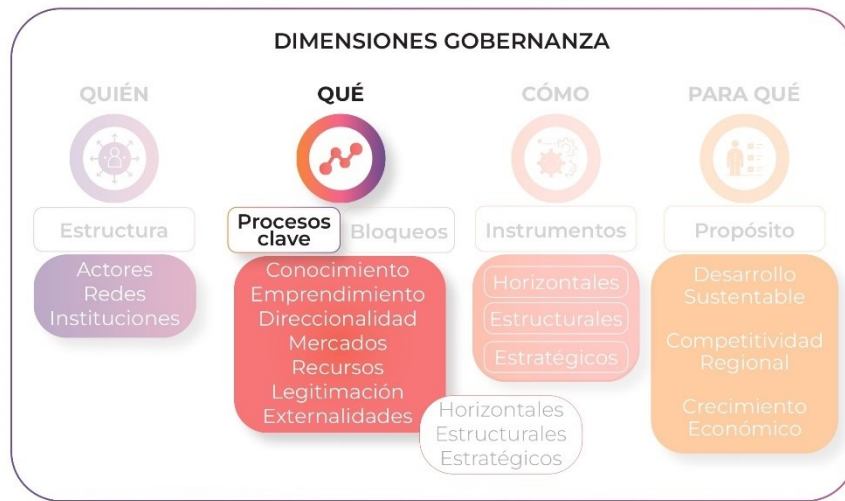 DIMENSIONES GOBERNANZA
QUIÉN
QUÉ
CÓMO
PARA QUÉ
Estructura
Procesos
clave
Bloqueos
Instrumentos
Propósito
Actores
Redes
Instituciones
Conocimiento
Emprendimiento
Direccionalidad
Mercados
Recursos
Legitimación
Externalidades
Horizontales
Estructurales
Estratégicos
Horizontales
Estructurales
Estratégicos
Desarrollo
Sustentable
Competitividad
Regional
Crecimiento
Económico